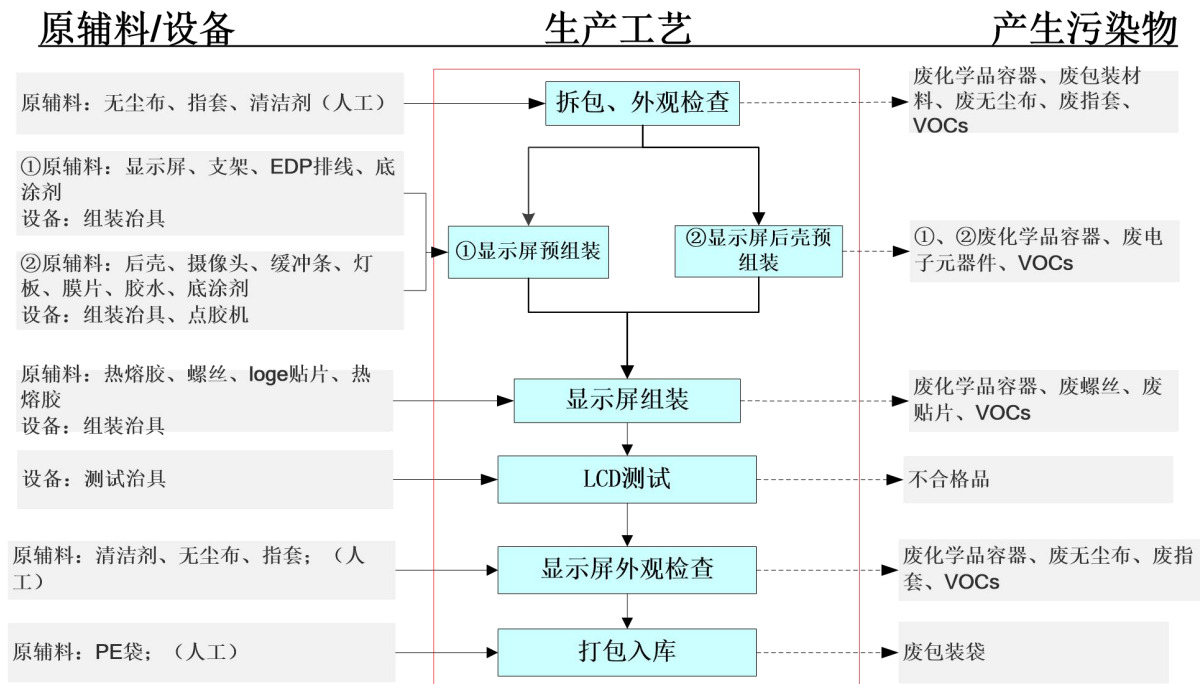 原辅料/设备
生产工艺
产生污染物
原辅料：无尘布、指套、清洁剂（人工）
拆包、外观检查
废化学品容器、废包装材
料、废无尘布、废指套、
VOCs
①原辅料：显示屏、支架、EDP排线、底
涂剂
设备：组装冶具
②原辅料：后壳、摄像头、缓冲条、灯
板、膜片、胶水、底涂剂
设备：组装冶具、点胶机
①显示屏预组装
②显示屏后壳预
组装
①、②废化学品容器、废电
子元器件、VOCs
原辅料：热熔胶、螺丝、loge贴片、热
熔胶
设备：组装治具
显示屏组装
废化学品容器、废螺丝、废
贴片、VOCs
设备：测试治具
LCD测试
不合格品
原辅料：清洁剂、无尘布、指套；（人
工）
显示屏外观检查
废化学品容器、废无尘布、废指
套、VOCs
原辅料：PE袋；（人工）
打包入库
废包装袋